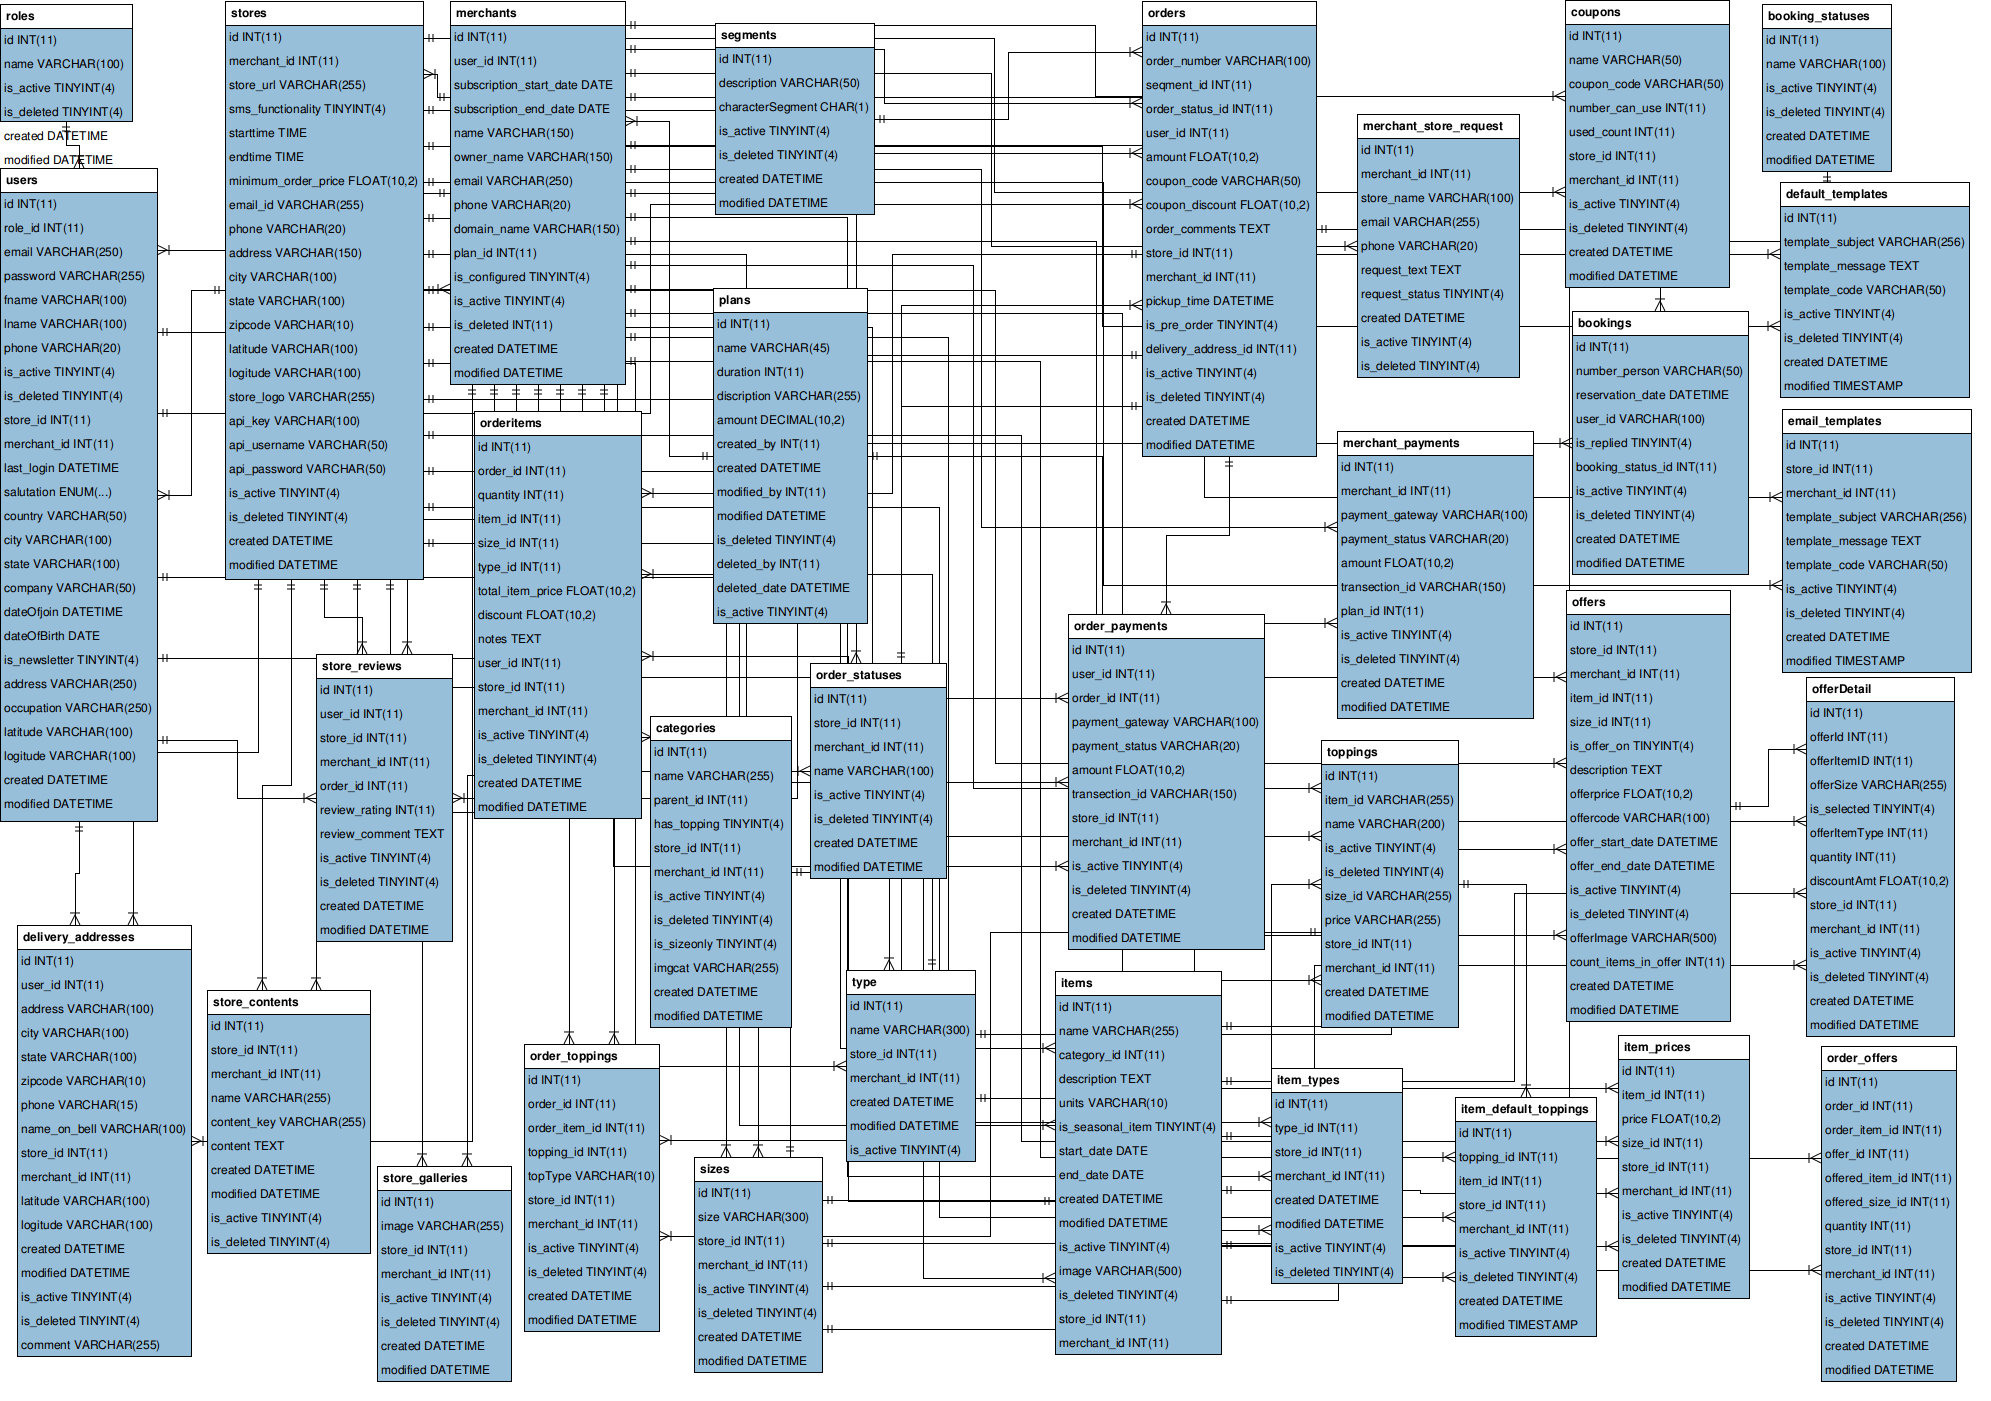 roles
id INT(11)
name VARCHAR(100)
is_active TINYINT(4)
is_deleted TINYINT(4)
created DATETIME
modified DATETIME
users
id INT(11)
role_id INT(11)
email VARCHAR(250)
password VARCHAR(255)
fname VARCHAR(100)
lname VARCHAR(100)
phone VARCHAR(20)
is_active TINYINT(4)
is_deleted TINYINT(4)
store_id INT(11)
merchant_id INT(11)
last_login DATETIME
salutation ENUM(...)
country VARCHAR(50)
city VARCHAR(100)
state VARCHAR(100)
company VARCHAR(50)
dateOfjoin DATETIME
dateOfBirth DATE
is_newsletter TINYINT(4)
address VARCHAR(250)
occupation VARCHAR(250)
latitude VARCHAR(100)
logitude VARCHAR(100)
created DATETIME
modified DATETIME
delivery_addresses
id INT(11)
user_id INT(11)
address VARCHAR(100)
city VARCHAR(100)
state VARCHAR(100)
zipcode VARCHAR(10)
phone VARCHAR(15)
name_on_bell VARCHAR(100)
store_id INT(11)
merchant_id INT(11)
latitude VARCHAR(100)
logitude VARCHAR(100)
created DATETIME
modified DATETIME
is_active TINYINT(4)
is_deleted TINYINT(4)
comment VARCHAR(255)
stores
id INT(11)
merchant_id INT(11)
store_url VARCHAR(255)
sms_functionality TINYINT(4)
starttime TIME
endtime TIME
minimum_order_price FLOAT(10,2)
email_id VARCHAR(255)
phone VARCHAR(20)
address VARCHAR(150)
city VARCHAR(100)
state VARCHAR(100)
zipcode VARCHAR(10)
latitude VARCHAR(100)
logitude VARCHAR(100)
store_logo VARCHAR(255)
api_key VARCHAR(100)
api_username VARCHAR(50)
api_password VARCHAR(50)
is_active TINYINT(4)
is_deleted TINYINT(4)
created DATETIME
modified DATETIME
store_contents
id INT(11)
store_id INT(11)
merchant_id INT(11)
name VARCHAR(255)
content_key VARCHAR(255)
content TEXT
created DATETIME
modified DATETIME
is_active TINYINT(4)
is_deleted TINYINT(4)
store_reviews
id INT(11)
user_id INT(11)
store_id INT(11)
merchant_id INT(11)
order_id INT(11)
review_rating INT(11)
review_comment TEXT
is_active TINYINT(4)
is_deleted TINYINT(4)
created DATETIME
modified DATETIME
store_galleries
id INT(11)
image VARCHAR(255)
store_id INT(11)
merchant_id INT(11)
is_active TINYINT(4)
is_deleted TINYINT(4)
created DATETIME
modified DATETIME
merchants
id INT(11)
user_id INT(11)
subscription_start_date DATE
subscription_end_date DATE
name VARCHAR(150)
owner_name VARCHAR(150)
email VARCHAR(250)
phone VARCHAR(20)
domain_name VARCHAR(150)
plan_id INT(11)
is_configured TINYINT(4)
is_active TINYINT(4)
is_deleted INT(11)
created DATETIME
modified DATETIME
orderitems
id INT(11)
order_id INT(11)
quantity INT(11)
item_id INT(11)
size_id INT(11)
type_id INT(11)
total_item_price FLOAT(10,2)
discount FLOAT(10,2)
notes TEXT
user_id INT(11)
store_id INT(11)
merchant_id INT(11)
is_active TINYINT(4)
is_deleted TINYINT(4)
created DATETIME
modified DATETIME
order_toppings
id INT(11)
order_id INT(11)
order_item_id INT(11)
topping_id INT(11)
topType VARCHAR(10)
store_id INT(11)
merchant_id INT(11)
is_active TINYINT(4)
is_deleted TINYINT(4)
created DATETIME
modified DATETIME
segments
id INT(11)
description VARCHAR(50)
characterSegment CHAR(1)
is_active TINYINT(4)
is_deleted TINYINT(4)
created DATETIME
modified DATETIME
plans
id INT(11)
name VARCHAR(45)
duration INT(11)
discription VARCHAR(255)
amount DECIMAL(10,2)
created_by INT(11)
created DATETIME
modified_by INT(11)
modified DATETIME
is_deleted TINYINT(4)
deleted_by INT(11)
deleted_date DATETIME
is_active TINYINT(4)
categories
id INT(11)
name VARCHAR(255)
parent_id INT(11)
has_topping TINYINT(4)
store_id INT(11)
merchant_id INT(11)
is_active TINYINT(4)
is_deleted TINYINT(4)
is_sizeonly TINYINT(4)
imgcat VARCHAR(255)
created DATETIME
modified DATETIME
sizes
id INT(11)
size VARCHAR(300)
store_id INT(11)
merchant_id INT(11)
is_active TINYINT(4)
is_deleted TINYINT(4)
created DATETIME
modified DATETIME
order_statuses
id INT(11)
store_id INT(11)
merchant_id INT(11)
name VARCHAR(100)
is_active TINYINT(4)
is_deleted TINYINT(4)
created DATETIME
modified DATETIME
type
id INT(11)
name VARCHAR(300)
store_id INT(11)
merchant_id INT(11)
created DATETIME
modified DATETIME
is_active TINYINT(4)
orders
id INT(11)
order_number VARCHAR(100)
seqment_id INT(11)
order_status_id INT(11)
user_id INT(11)
amount FLOAT(10,2)
coupon_code VARCHAR(50)
coupon_discount FLOAT(10,2)
order_comments TEXT
store_id INT(11)
merchant_id INT(11)
pickup_time DATETIME
is_pre_order TINYINT(4)
delivery_address_id INT(11)
is_active TINYINT(4)
is_deleted TINYINT(4)
created DATETIME
modified DATETIME
order_payments
id INT(11)
user_id INT(11)
order_id INT(11)
payment_gateway VARCHAR(100)
payment_status VARCHAR(20)
amount FLOAT(10,2)
transection_id VARCHAR(150)
store_id INT(11)
merchant_id INT(11)
is_active TINYINT(4)
is_deleted TINYINT(4)
created DATETIME
modified DATETIME
items
id INT(11)
name VARCHAR(255)
category_id INT(11)
description TEXT
units VARCHAR(10)
is_seasonal_item TINYINT(4)
start_date DATE
end_date DATE
created DATETIME
modified DATETIME
is_active TINYINT(4)
image VARCHAR(500)
is_deleted TINYINT(4)
store_id INT(11)
merchant_id INT(11)
merchant_store_request
id INT(11)
merchant_id INT(11)
store_name VARCHAR(100)
email VARCHAR(255)
phone VARCHAR(20)
request_text TEXT
request_status TINYINT(4)
created DATETIME
is_active TINYINT(4)
is_deleted TINYINT(4)
merchant_payments
id INT(11)
merchant_id INT(11)
payment_gateway VARCHAR(100)
payment_status VARCHAR(20)
amount FLOAT(10,2)
transection_id VARCHAR(150)
plan_id INT(11)
is_active TINYINT(4)
is_deleted TINYINT(4)
created DATETIME
modified DATETIME
toppings
id INT(11)
item_id VARCHAR(255)
name VARCHAR(200)
is_active TINYINT(4)
is_deleted TINYINT(4)
size_id VARCHAR(255)
price VARCHAR(255)
store_id INT(11)
merchant_id INT(11)
created DATETIME
modified DATETIME
item_types
id INT(11)
type_id INT(11)
store_id INT(11)
merchant_id INT(11)
created DATETIME
modified DATETIME
is_active TINYINT(4)
is_deleted TINYINT(4)
item_default_toppings
id INT(11)
topping_id INT(11)
item_id INT(11)
store_id INT(11)
merchant_id INT(11)
is_active TINYINT(4)
is_deleted TINYINT(4)
created DATETIME
modified TIMESTAMP
coupons
id INT(11)
name VARCHAR(50)
coupon_code VARCHAR(50)
number_can_use INT(11)
used_count INT(11)
store_id INT(11)
merchant_id INT(11)
is_active TINYINT(4)
is_deleted TINYINT(4)
created DATETIME
modified DATETIME
bookings
id INT(11)
number_person VARCHAR(50)
reservation_date DATETIME
user_id VARCHAR(100)
is_replied TINYINT(4)
booking_status_id INT(11)
is_active TINYINT(4)
is_deleted TINYINT(4)
created DATETIME
modified DATETIME
offers
id INT(11)
store_id INT(11)
merchant_id INT(11)
item_id INT(11)
size_id INT(11)
is_offer_on TINYINT(4)
description TEXT
offerprice FLOAT(10,2)
offercode VARCHAR(100)
offer_start_date DATETIME
offer_end_date DATETIME
is_active TINYINT(4)
is_deleted TINYINT(4)
offerImage VARCHAR(500)
count_items_in_offer INT(11)
created DATETIME
modified DATETIME
item_prices
id INT(11)
item_id INT(11)
price FLOAT(10,2)
size_id INT(11)
store_id INT(11)
merchant_id INT(11)
is_active TINYINT(4)
is_deleted TINYINT(4)
created DATETIME
modified DATETIME
booking_statuses
id INT(11)
name VARCHAR(100)
is_active TINYINT(4)
is_deleted TINYINT(4)
created DATETIME
modified DATETIME
default_templates
id INT(11)
template_subject VARCHAR(256)
template_message TEXT
template_code VARCHAR(50)
is_active TINYINT(4)
is_deleted TINYINT(4)
created DATETIME
modified TIMESTAMP
email_templates
id INT(11)
store_id INT(11)
merchant_id INT(11)
template_subject VARCHAR(256)
template_message TEXT
template_code VARCHAR(50)
is_active TINYINT(4)
is_deleted TINYINT(4)
created DATETIME
modified TIMESTAMP
offerDetail
id INT(11)
offerId INT(11)
offerItemID INT(11)
offerSize VARCHAR(255)
is_selected TINYINT(4)
offerItemType INT(11)
quantity INT(11)
discountAmt FLOAT(10,2)
store_id INT(11)
merchant_id INT(11)
is_active TINYINT(4)
is_deleted TINYINT(4)
created DATETIME
modified DATETIME
order_offers
id INT(11)
order_id INT(11)
order_item_id INT(11)
offer_id INT(11)
offered_item_id INT(11)
offered_size_id INT(11)
quantity INT(11)
store_id INT(11)
merchant_id INT(11)
is_active TINYINT(4)
is_deleted TINYINT(4)
created DATETIME
modified DATETIME